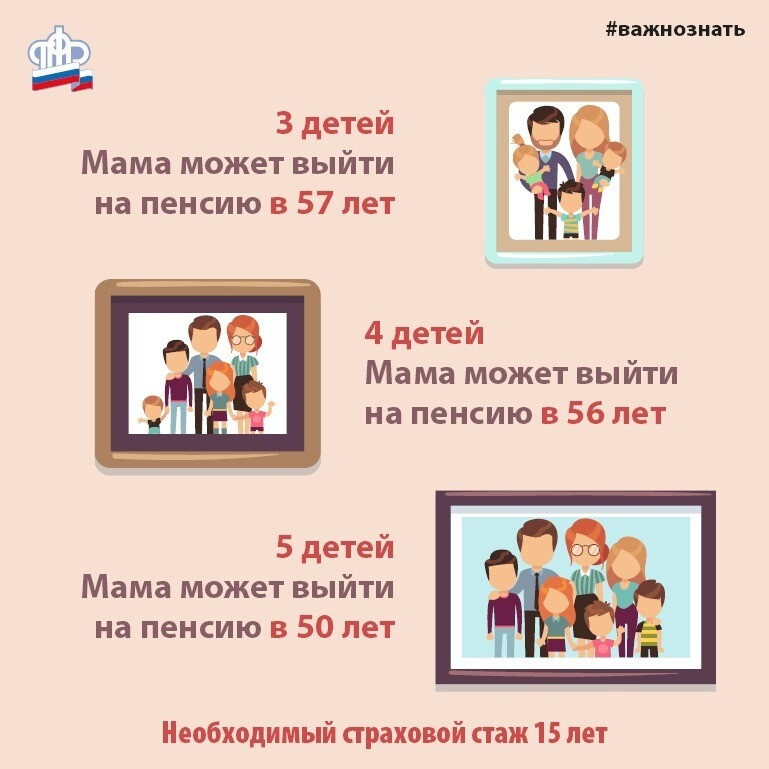 #важнознать
3 детей
Мама может выйти
на пенсию в 57 лет
4 детей
Мама может выйти
на пенсию в 56 лет
5 детей
Мама может выйти
на пенсию в 50 лет
Необходимый страховой стаж 15 лет